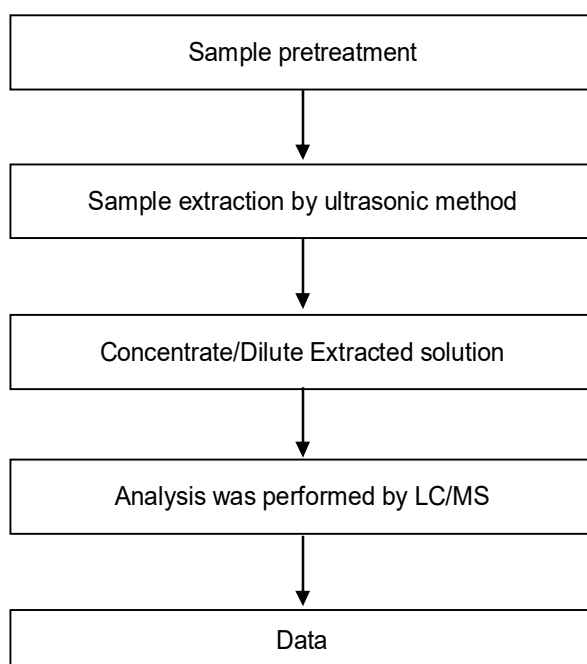 Sample pretreatment
Sample extraction by ultrasonic method
Concentrate/Dilute Extracted solution
Analysis was performed by LC/MS
Data